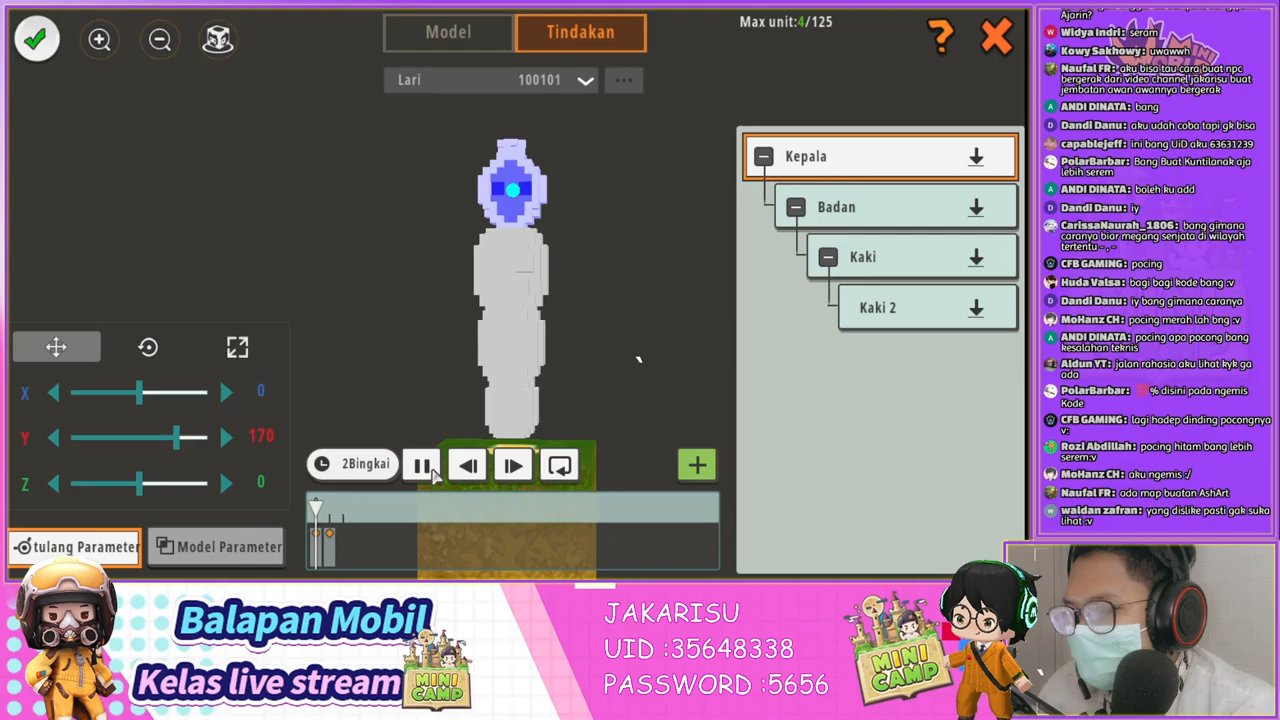 Model
Tindakan
Max unit:4/125
?
Lari 100101
Kepala
Badan
Kaki
Kaki 2
X 0
Y 170
Z 0
2Bingkai
tulang Parameter
Model Parameter
Ajarin?
Widya Indri: seram
Kowy Sakhowy: uwawwh
Naufal FR: aku bisa tau cara buat npc
bergerak dari video channel jakarisu buat
jembatan awan awannya bergerak
ANDI DINATA: bang
Dandi Danu: aku udah coba tapi gk bisa
capablejeff: ini bang UiD aku 63631239
PolarBarbar: Bang Buat Kuntilanak aja
lebih serem
ANDI DINATA: boleh ku add
Dandi Danu: iy
CarissaNaurah_1806: bang gimana
caranya biar megang senjata di wilayah
tertentu -,-
CFB GAMING: pocing
Huda Valsa: bagi bagi kode bang :v
Dandi Danu: iy bang gimana caranya
MoHanz CH: pocing merah lah bng :v
ANDI DINATA: pocing apa pocong bang
kesalahan teknis
Aldun YT: jalan rahosia aku lihat kyk ga
ada
PolarBarbar: 💯% disini pada ngemis
Kode
CFB GAMING: lagi hadep dinding pocongnya
v:
Rozi Abdillah: pocing hitam bang lebih
serem:v
MoHanz CH: aku ngemis :/
Naufal FR: ada map buatan AshArt
waldan zafran: yang dislike pasti gak suka
lihat :v
Balapan Mobil
Kelas live stream
MINI
CAMP
JAKARISU
UID :35648338
PASSWORD :5656
MINI
CAMP